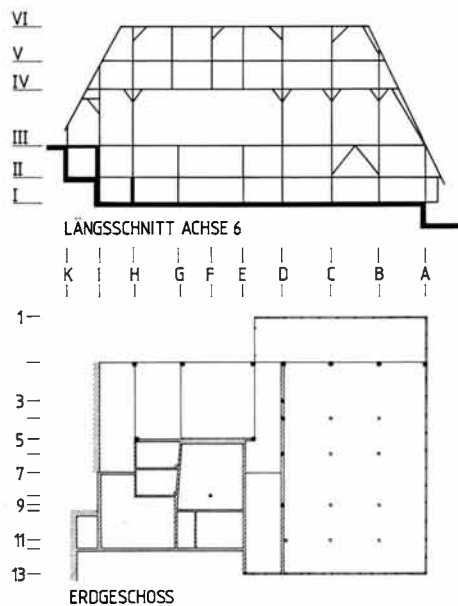 VI
V
IV
III
II
I
LÄNGSSCHNITT ACHSE 6
K I H G F E D C B A
1
3
5
7
9
11
13
ERDGESCHOSS